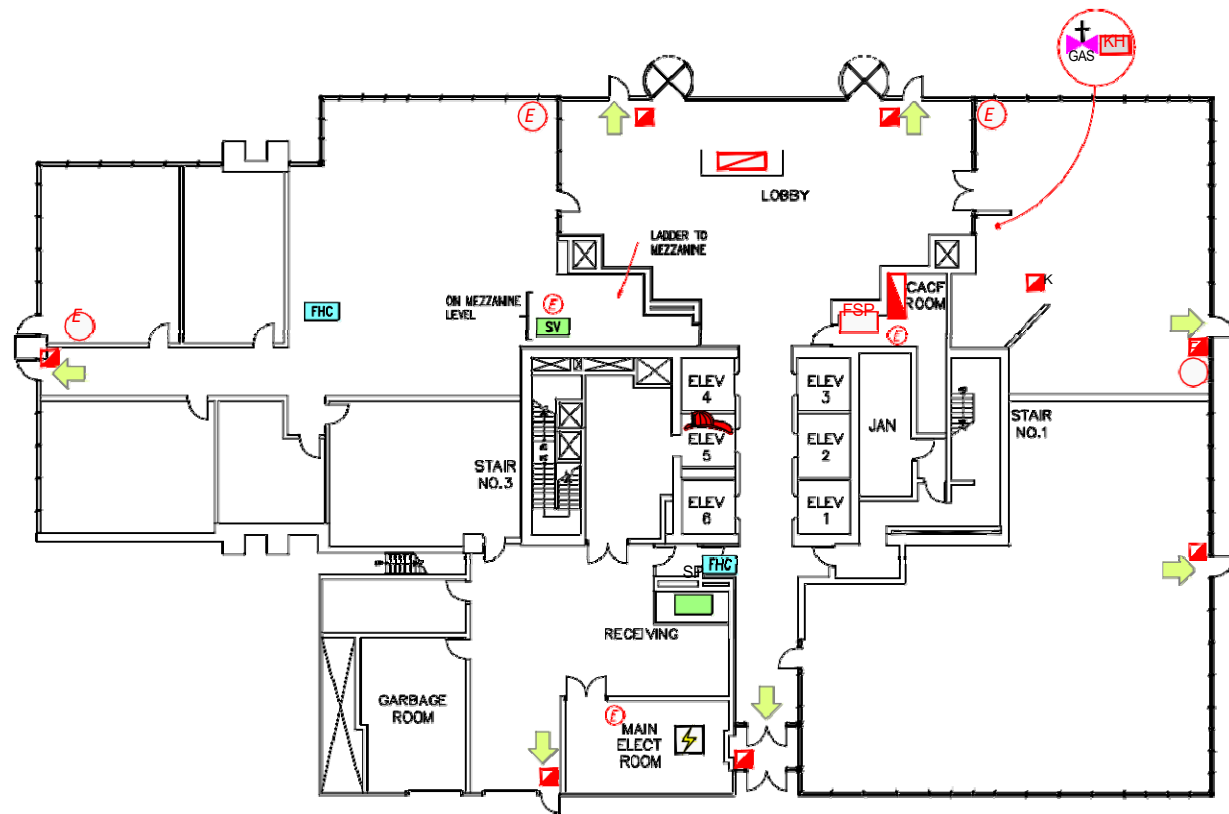 KH
GAS
E
E
LOBBY
LADDER TO
MEZZANINE
ON MEZZANINE
LEVEL
E
SV
FHC
CACF
ROOM
K
FSP
E
E
ELEV
4
ELEV
3
ELEV
5
ELEV
2
ELEV
6
ELEV
1
JAN
STAIR
NO.1
STAIR
NO.3
FHC
RECEIVING
GARBAGE
ROOM
E
MAIN
ELECT
ROOM